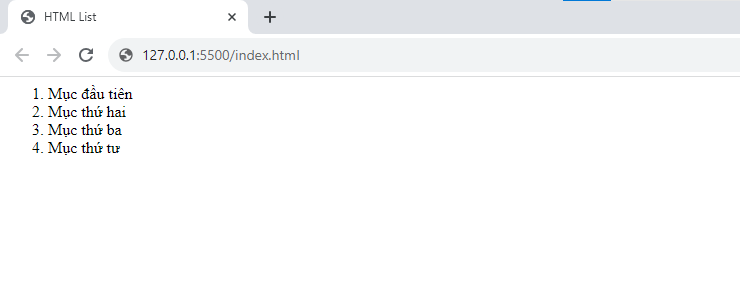 HTML List
127.0.0.1:5500/index.html
1. Mục đầu tiên
2. Mục thứ hai
3. Mục thứ ba
4. Mục thứ tư